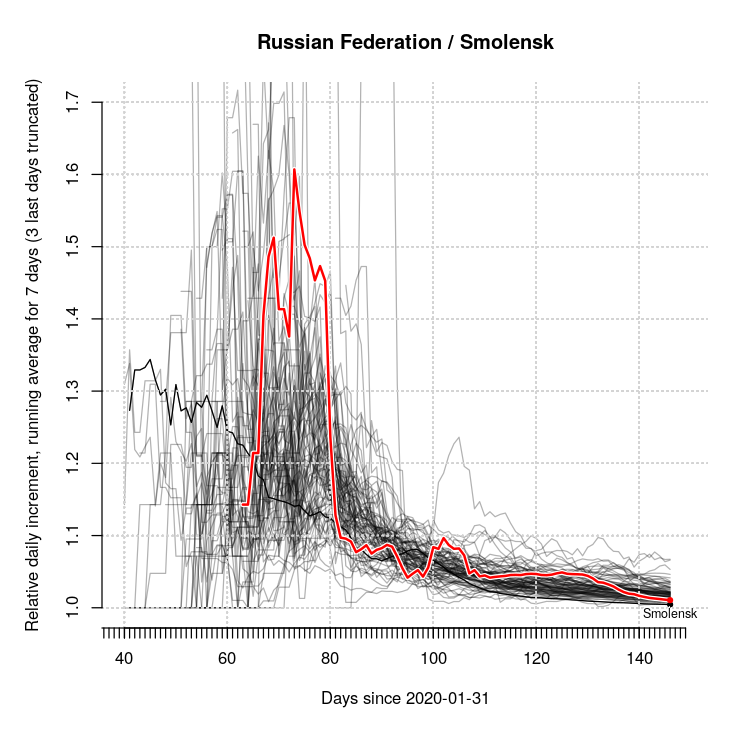 Russian Federation / Smolensk
Relative daily increment, running average for 7 days (3 last days truncated)
1.7
1.6
1.5
1.4
1.3
1.2
1.1
1.0
Smolensk
40 60 80 100 120 140
Days since 2020-01-31